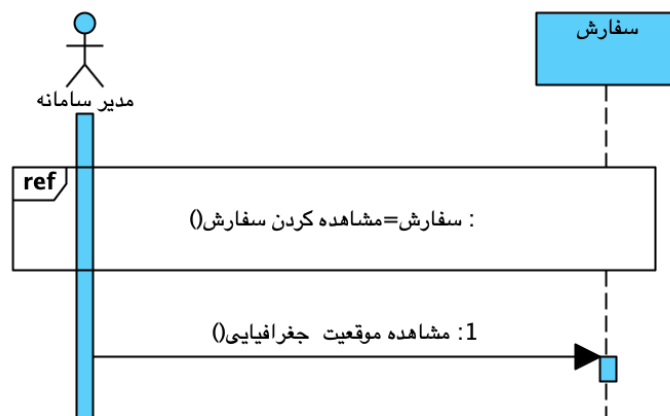 سفارش
مدیر سامانه
ref
: سفارش=مشاهده کردن سفارش()
1: مشاهده موقعیت جغرافیایی()